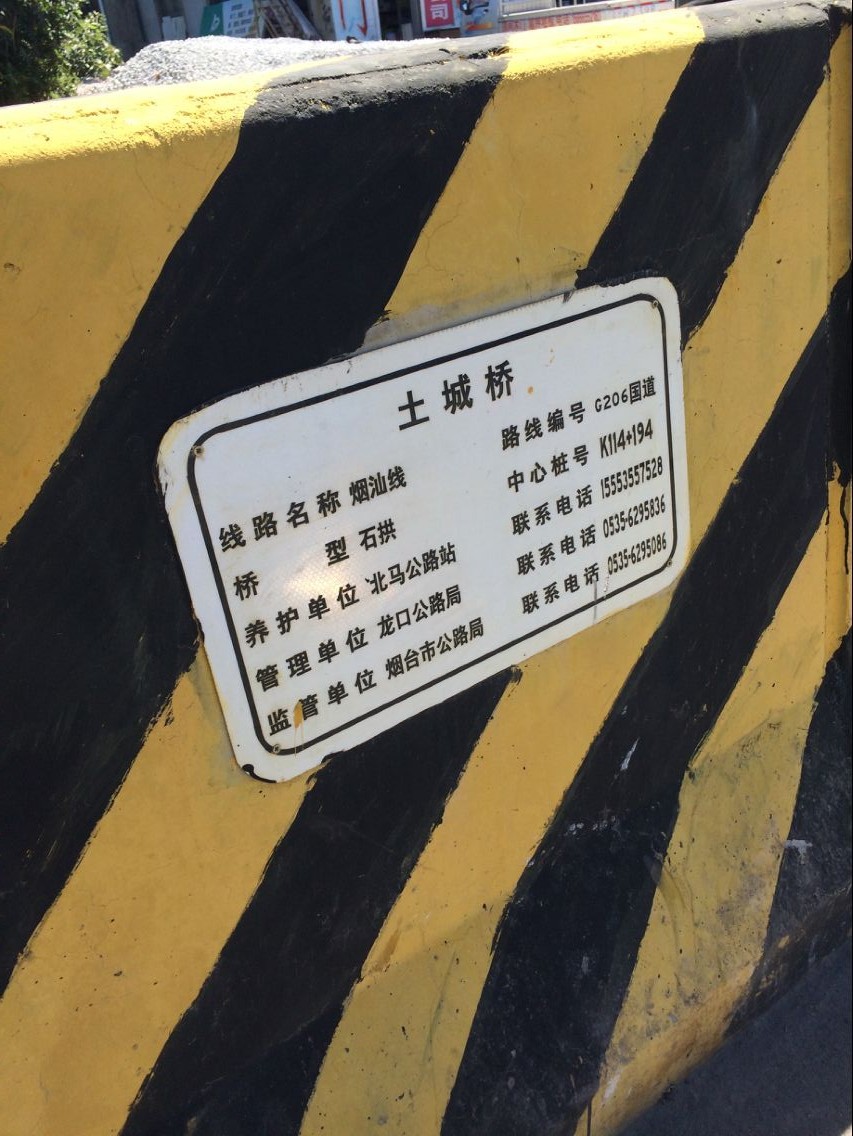 土城桥
线路名称 烟汕线 路线编号 G206国道
桥型 石拱 中心桩号 K114+194
养护单位 北马公路站 联系电话 15553557528
管理单位 龙口公路局 联系电话 0535-6295836
监管单位 烟台市公路局 联系电话 0535-6295086